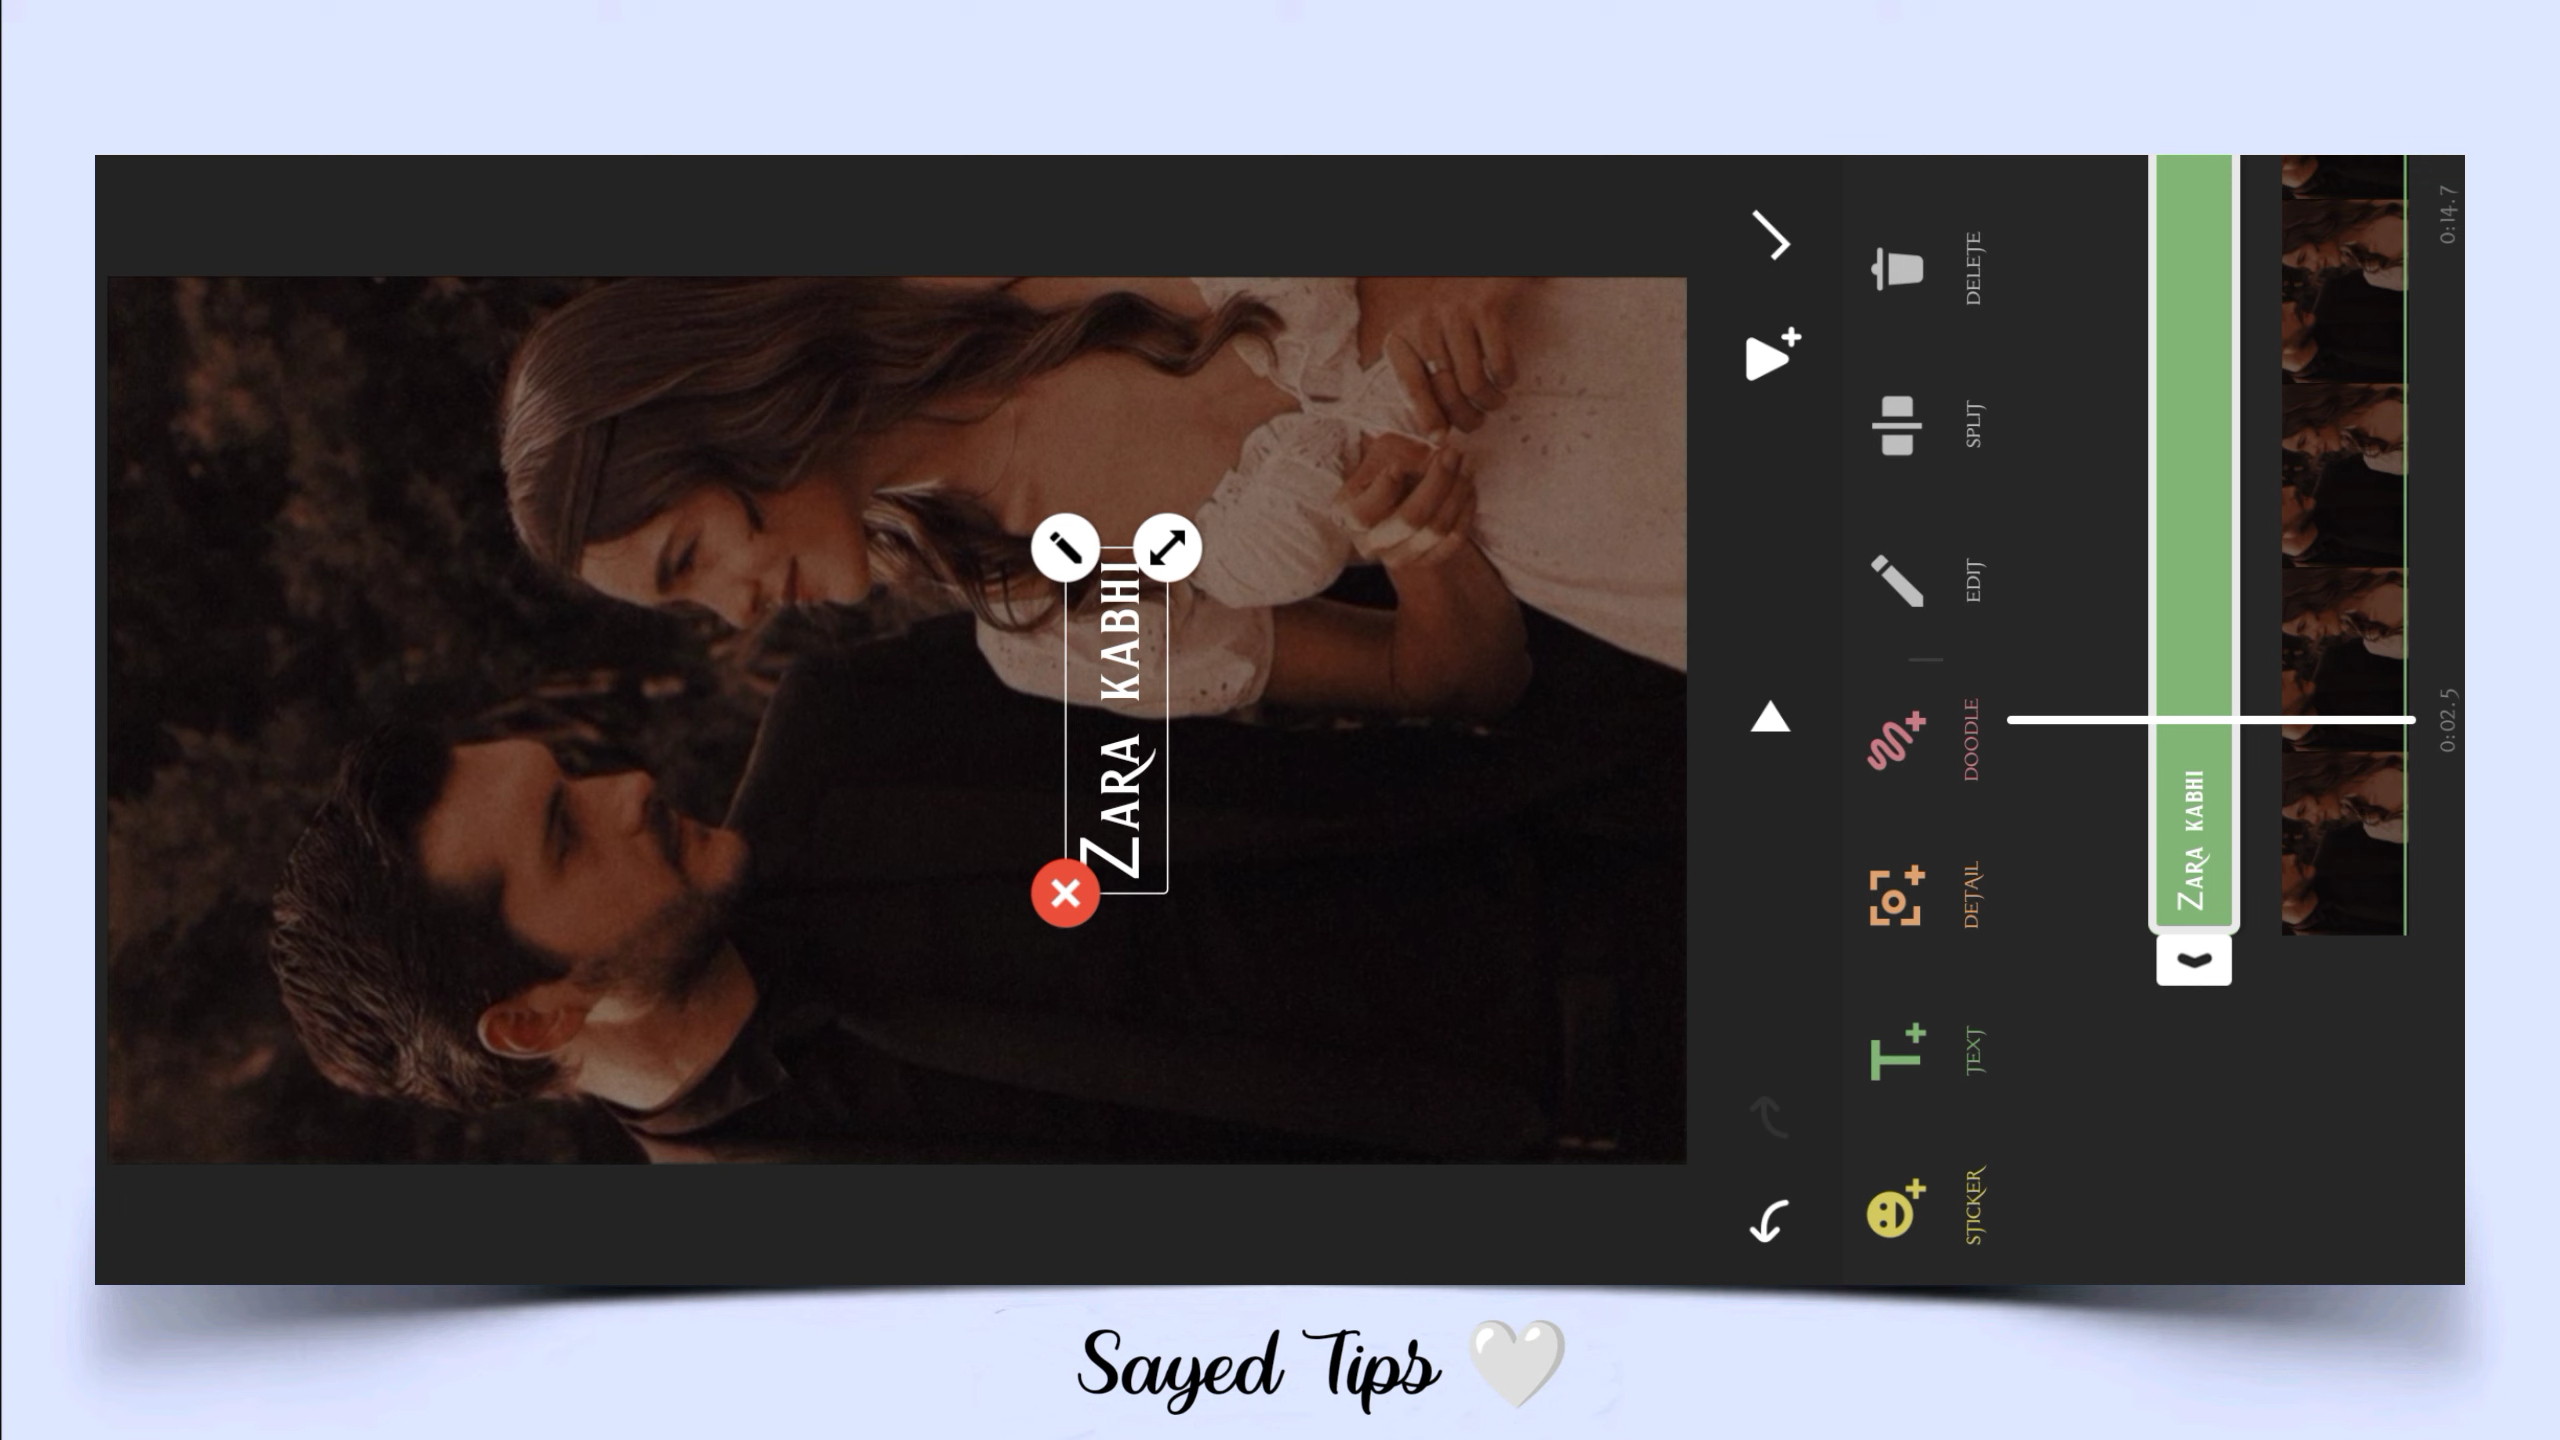 Zara kabhi
DELETE
SPLIT
EDIT
DOODLE
DETAIL
TEXT
STICKER
Zara kabhi
0:02.5
0:14.7
Sayed Tips 🤍